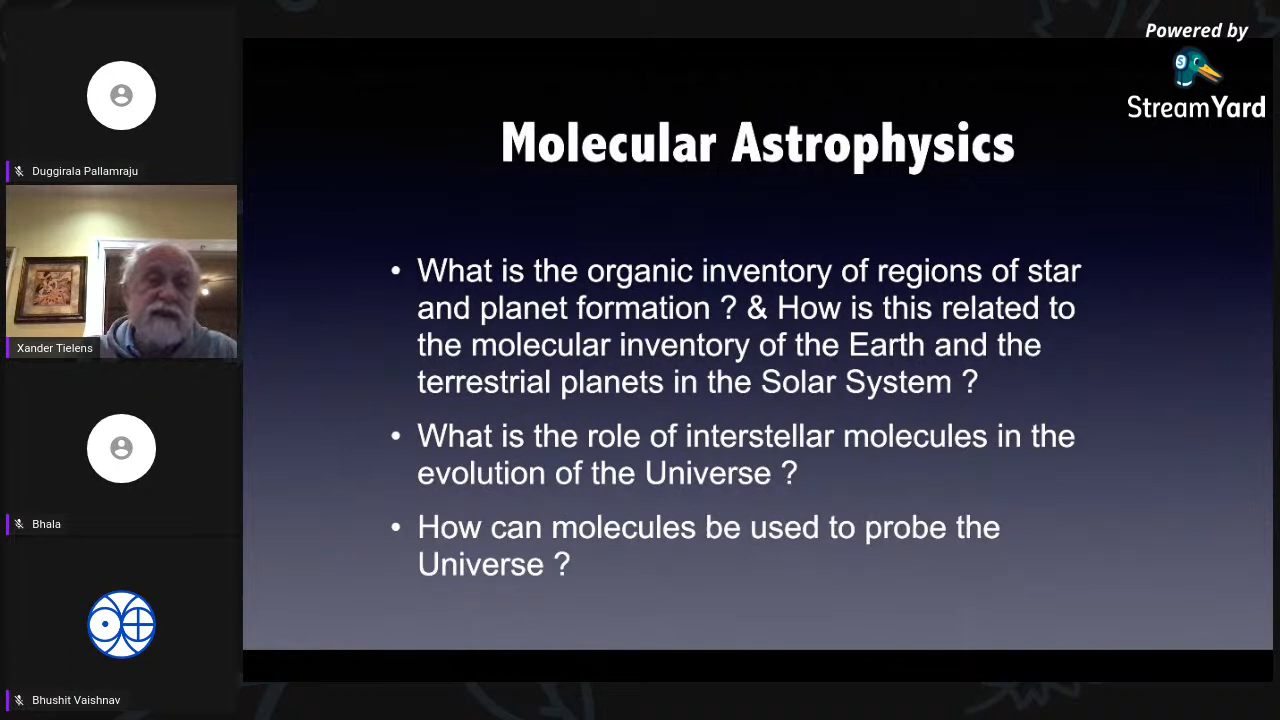 Powered by
StreamYard
Duggirala Pallamraju
Xander Tielens
Bhala
Bhushit Vaishnav
Molecular Astrophysics
• What is the organic inventory of regions of star
and planet formation ? & How is this related to
the molecular inventory of the Earth and the
terrestrial planets in the Solar System ?
• What is the role of interstellar molecules in the
evolution of the Universe ?
• How can molecules be used to probe the
Universe ?